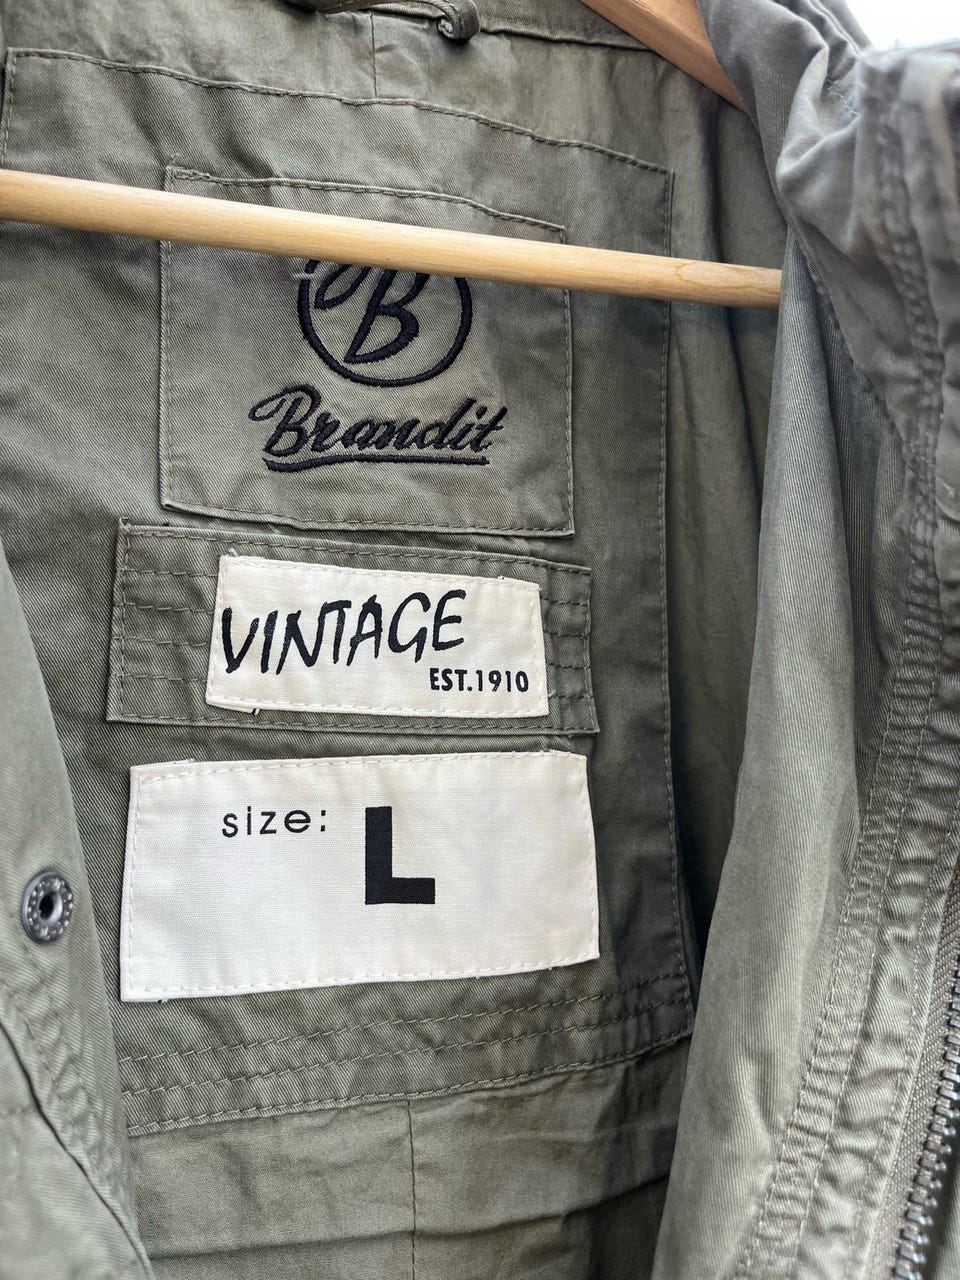 B
Brandit
VINTAGE
EST.1910
size: L